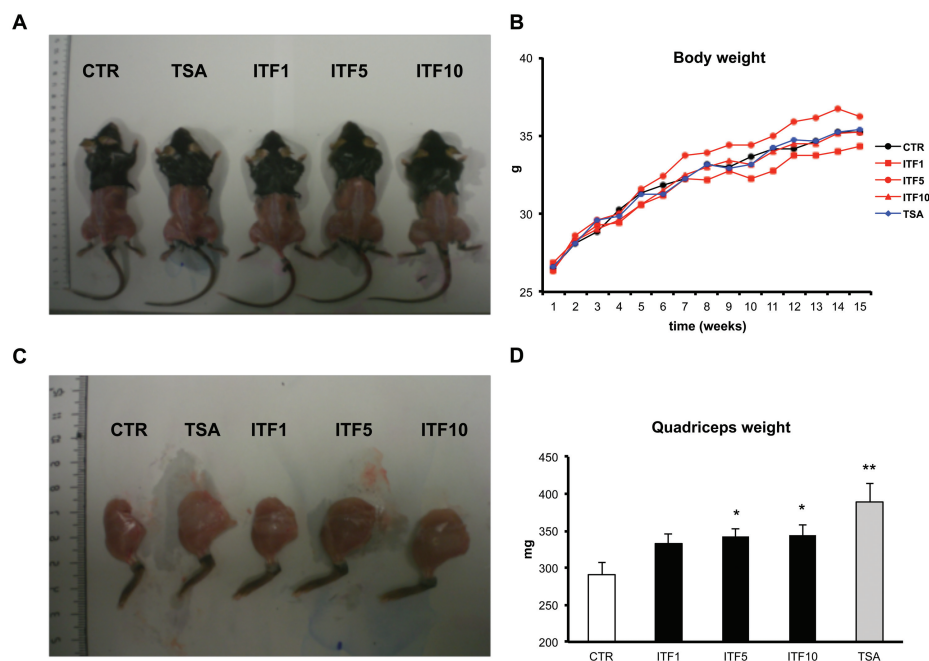 A
CTR TSA ITF1 ITF5 ITF10
B
Body weight
40
35
30
25
g
1 2 3 4 5 6 7 8 9 10 11 12 13 14 15
time (weeks)
CTR
ITF1
ITF5
ITF10
TSA
C
CTR TSA ITF1 ITF5 ITF10
D
Quadriceps weight
450
400
350
300
250
200
mg
* * **
CTR ITF1 ITF5 ITF10 TSA